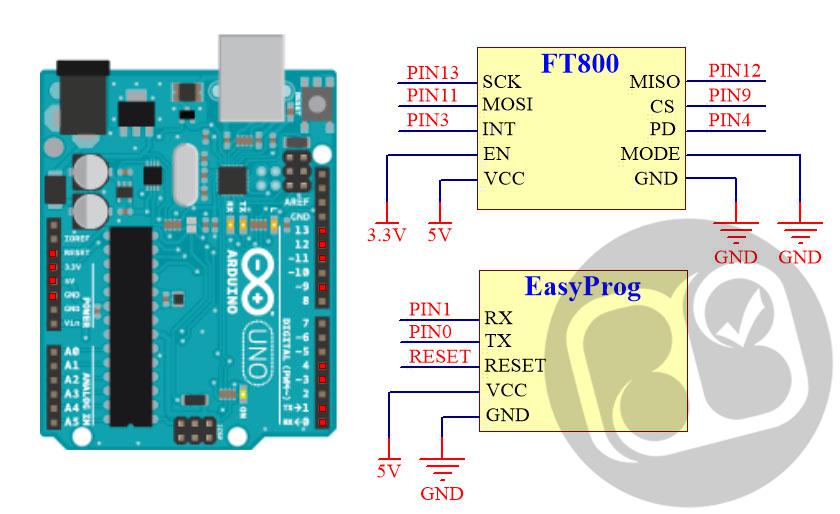 AREF
GND
13
12
~11
~10
~9
8
7
~6
~5
4
~3
2
TX→1
RX←0
DIGITAL (PWM~)
RX
TX
L
ARDUINO
UNO
ON
ICSP
RESET
IOREF
RESET
3.3V
5V
GND
GND
Vin
POWER
A0
A1
A2
A3
A4
A5
ANALOG IN
FT800
PIN13 SCK MISO PIN12
PIN11 MOSI CS PIN9
PIN3 INT PD PIN4
EN MODE
VCC GND
3.3V 5V
GND GND
EasyProg
PIN1 RX
PIN0 TX
RESET RESET
VCC
GND
5V
GND